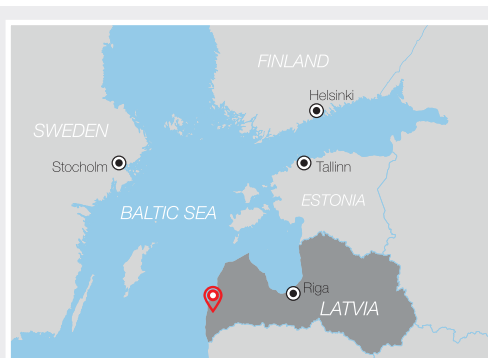 FINLAND
Helsinki
SWEDEN
Stocholm
Tallinn
ESTONIA
BALTIC SEA
Riga
LATVIA